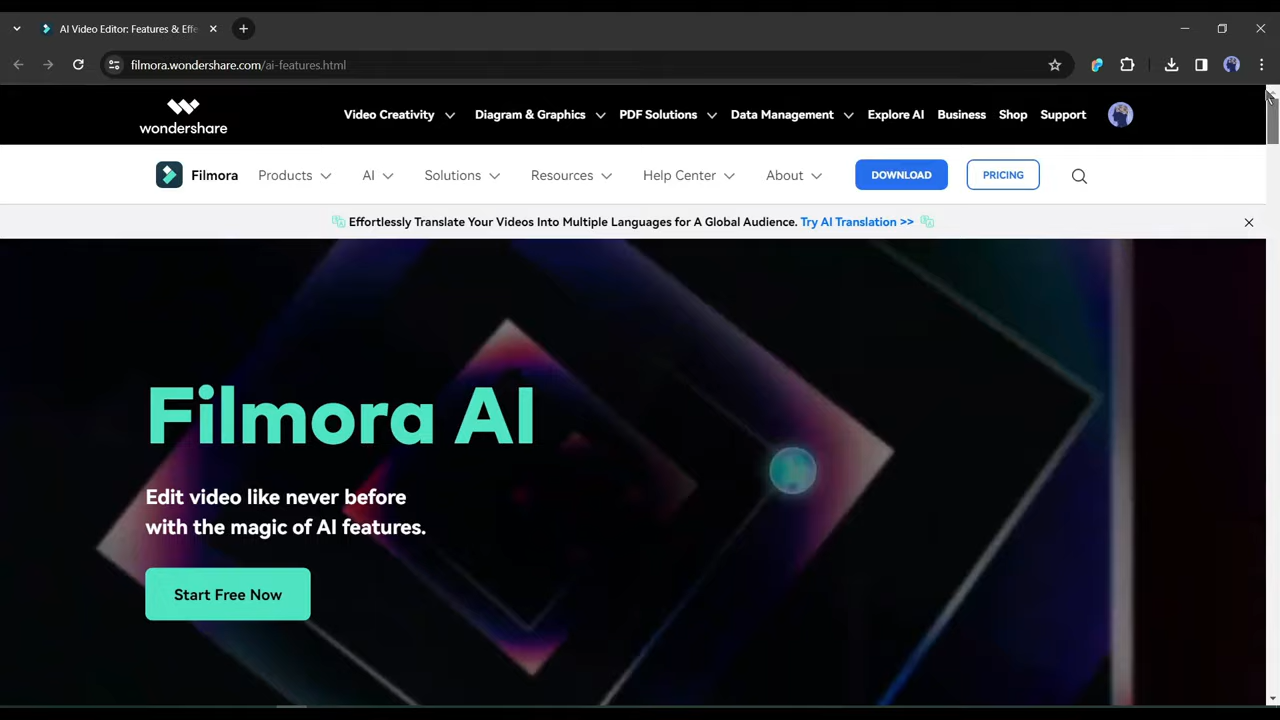 AI Video Editor: Features & Effe
filmora.wondershare.com/ai-features.html
wondershare
Video Creativity Diagram & Graphics PDF Solutions Data Management Explore AI Business Shop Support
Filmora Products AI Solutions Resources Help Center About DOWNLOAD PRICING
Effortlessly Translate Your Videos Into Multiple Languages for A Global Audience. Try AI Translation >>
Filmora AI
Edit video like never before
with the magic of AI features.
Start Free Now